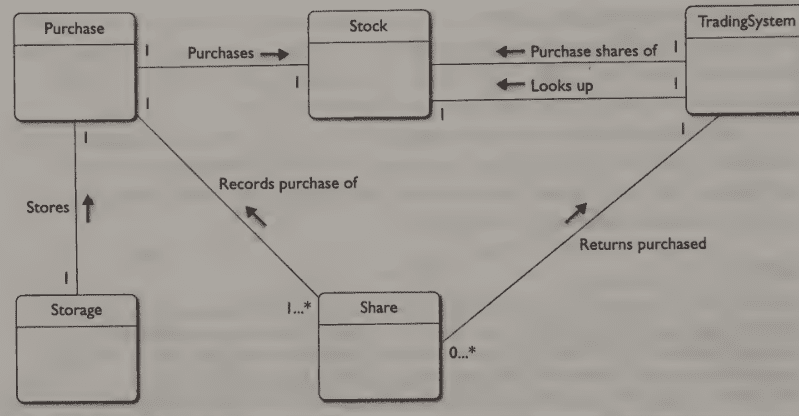 Purchase
Stock
TradingSystem
1
Purchases
1
Purchase shares of
1
Looks up
1
1
1
1
1
Records purchase of
Stores
Returns purchased
1
1...*
Storage
Share
0...*